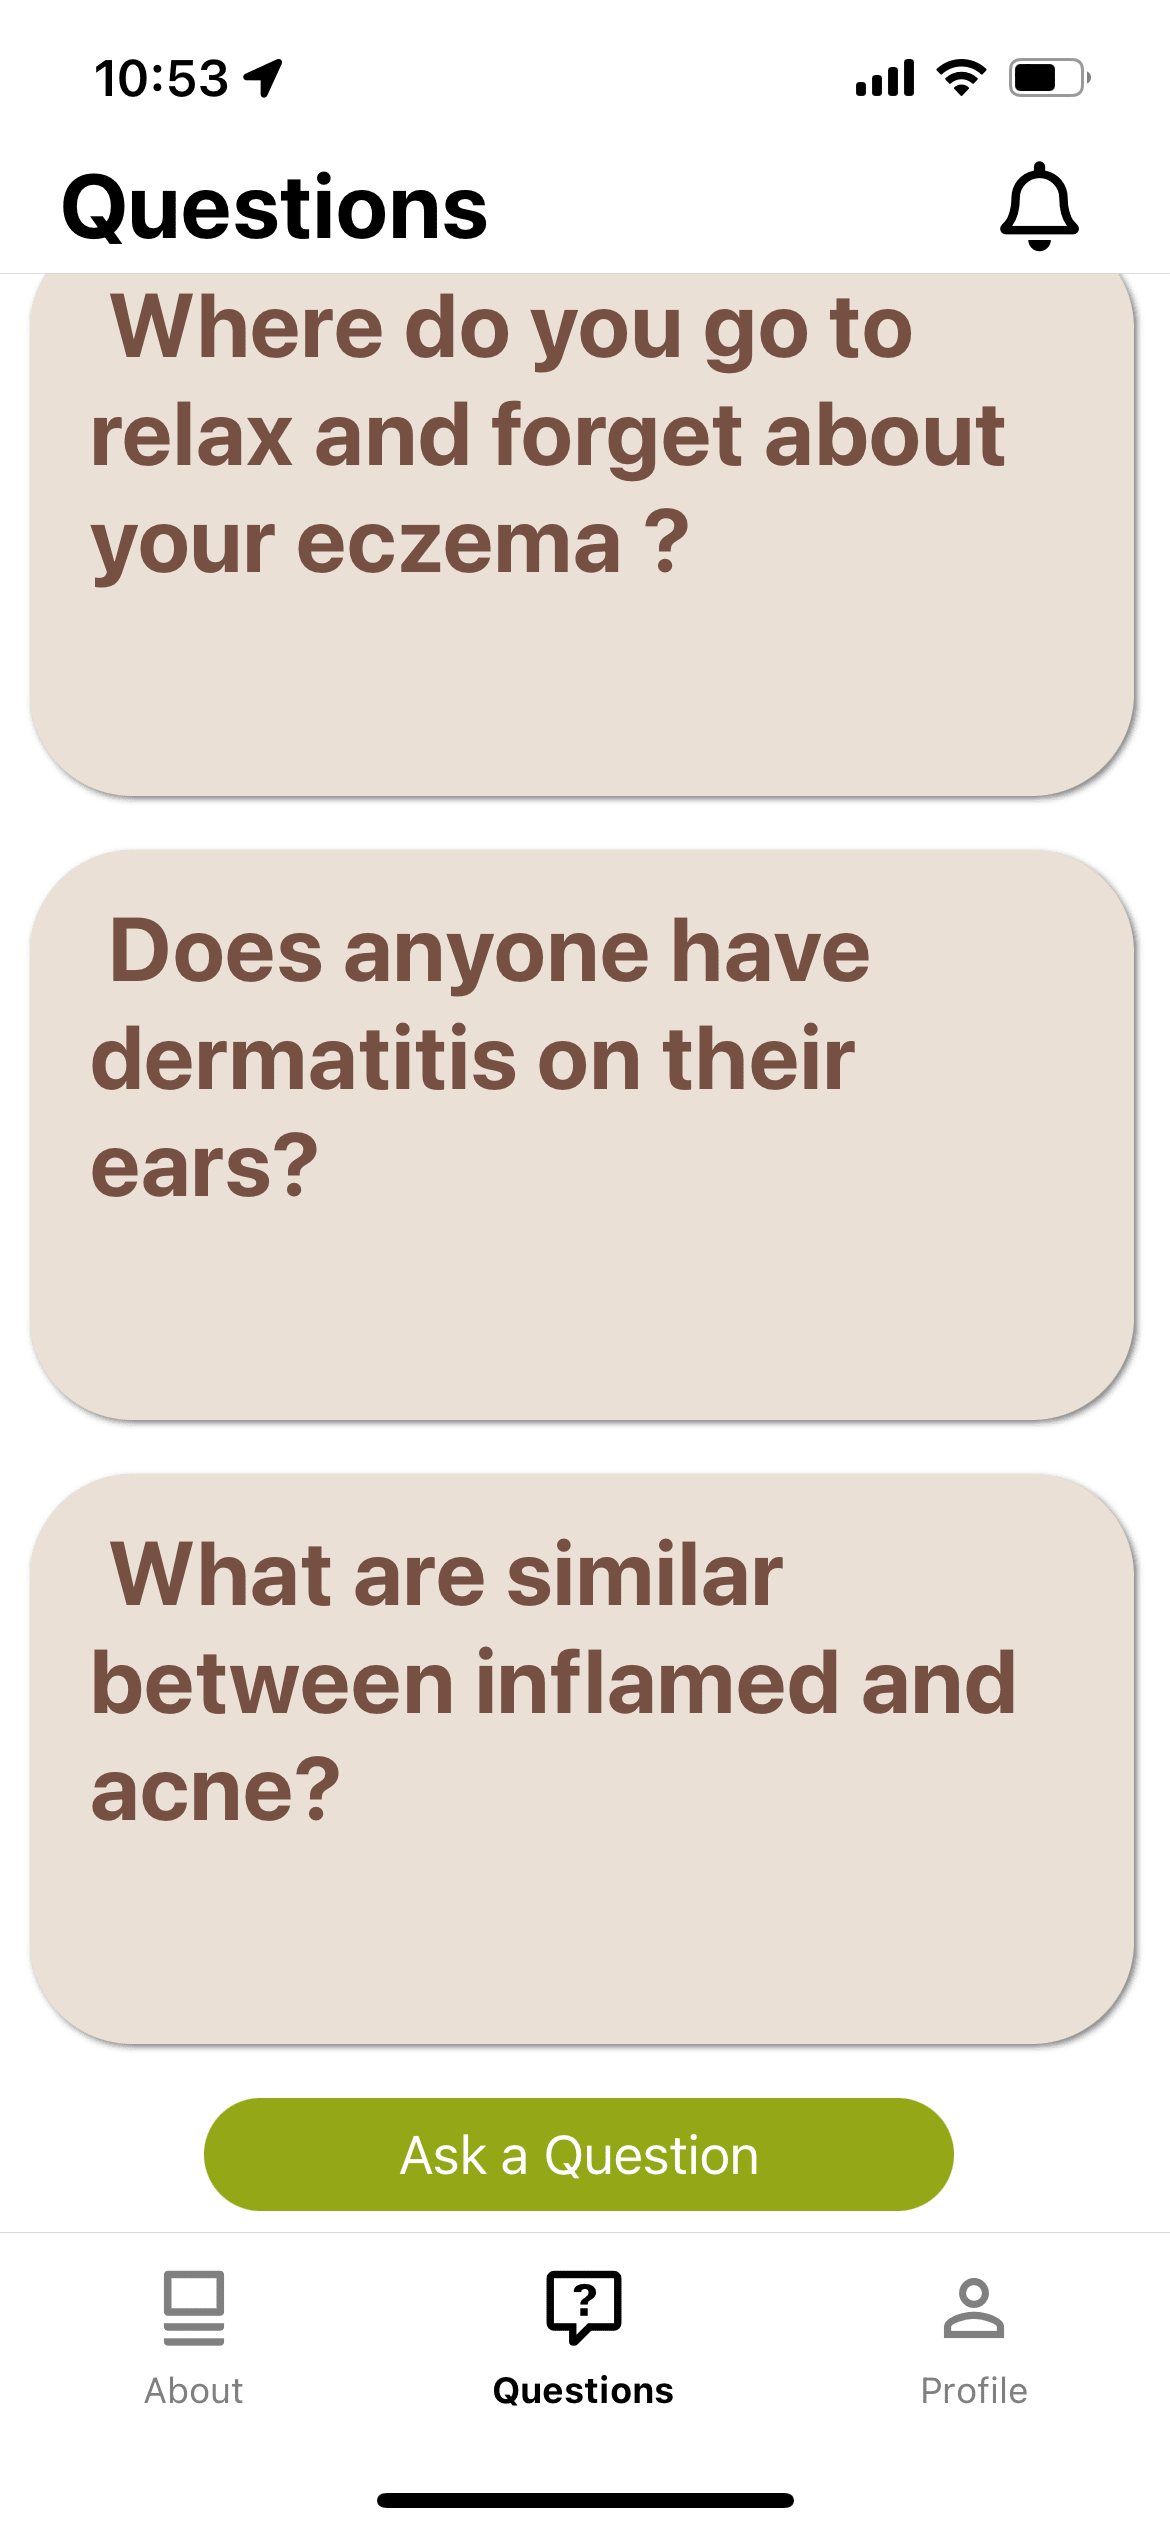 10:53
Questions
Where do you go to
relax and forget about
your eczema ?
Does anyone have
dermatitis on their
ears?
What are similar
between inflamed and
acne?
Ask a Question
About
Questions
Profile